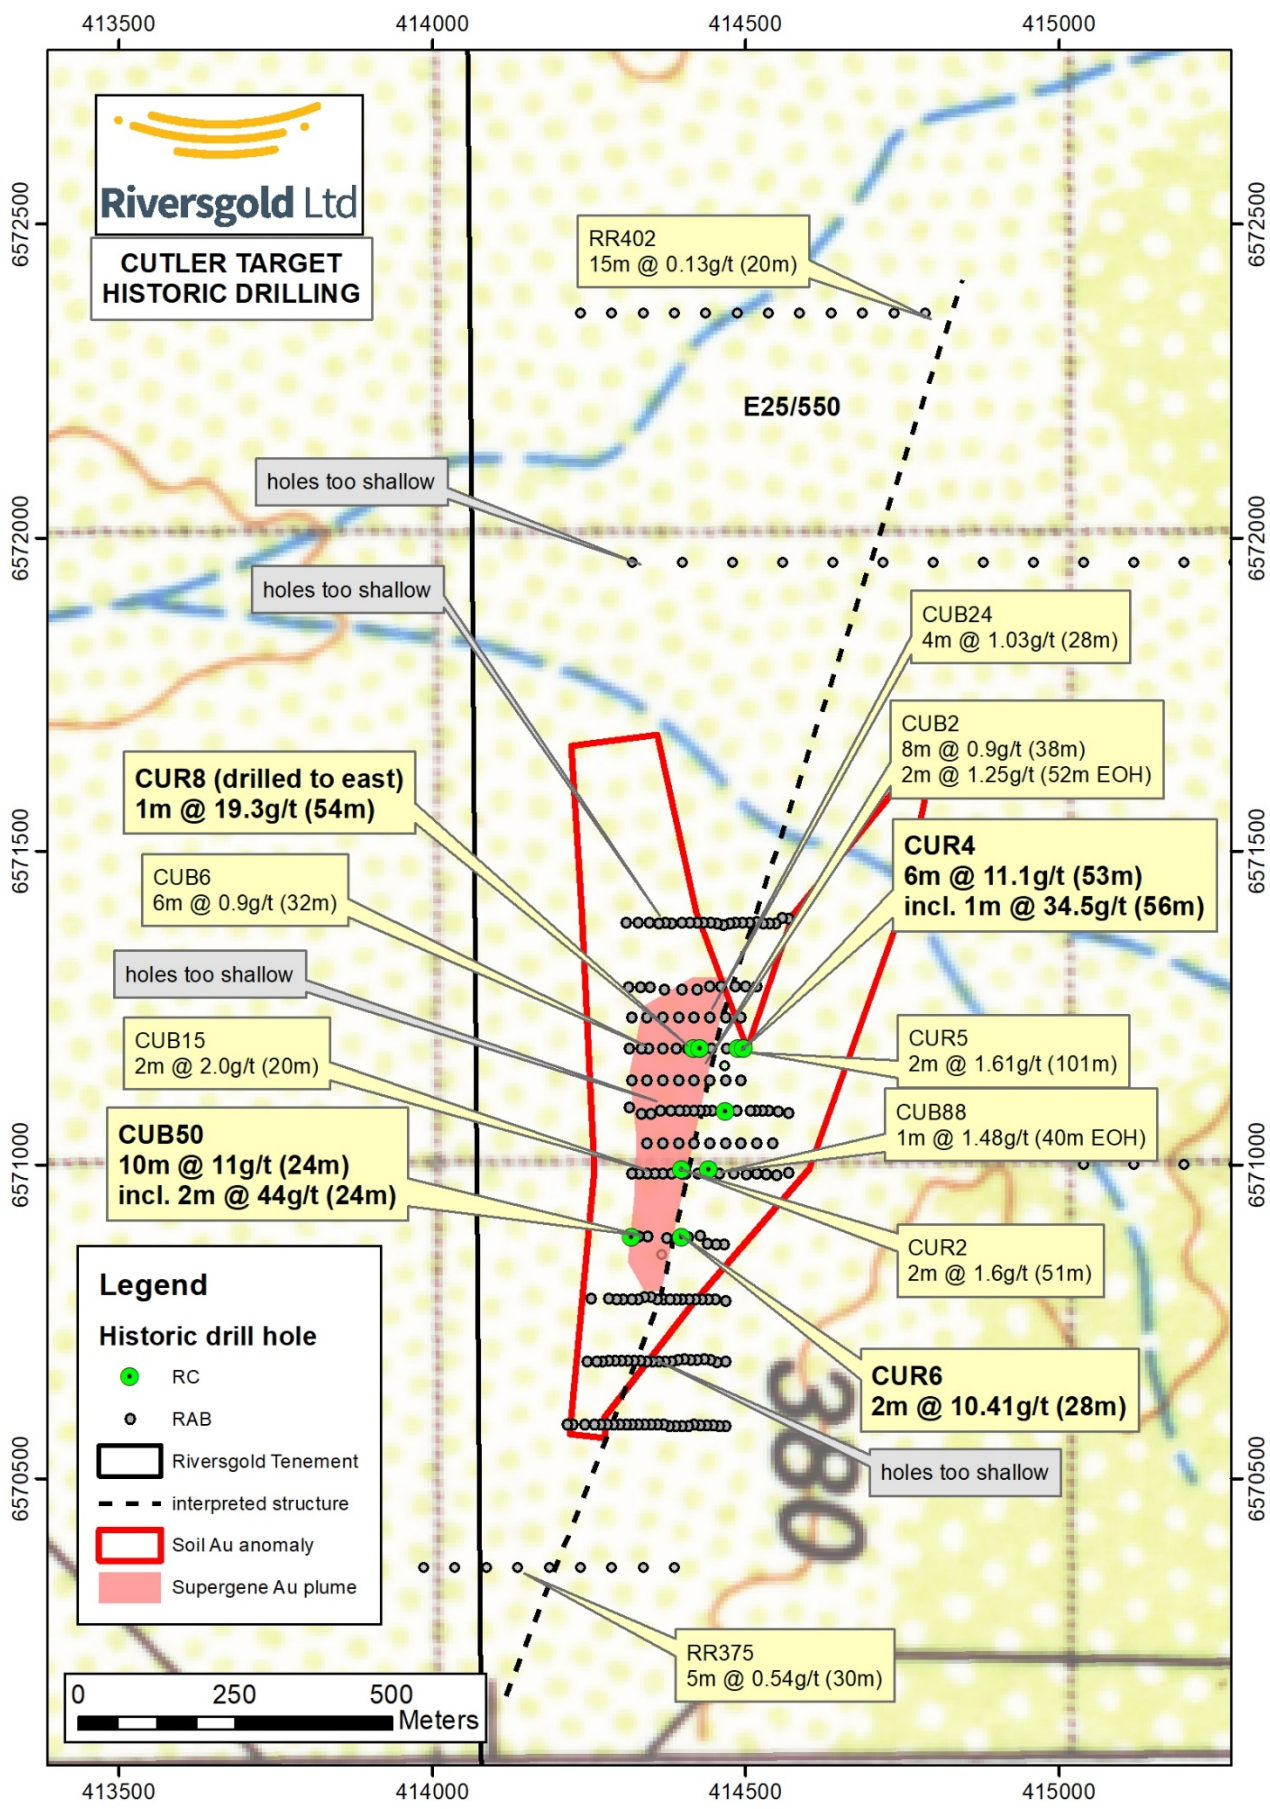 413500 414000 414500 415000
Riversgold Ltd
CUTLER TARGET
HISTORIC DRILLING
6572500
6572500
RR402
15m @ 0.13g/t (20m)
E25/550
holes too shallow
6572000
6572000
holes too shallow
CUB24
4m @ 1.03g/t (28m)
CUB2
8m @ 0.9g/t (38m)
2m @ 1.25g/t (52m EOH)
CUR8 (drilled to east)
1m @ 19.3g/t (54m)
6571500
6571500
CUR4
6m @ 11.1g/t (53m)
incl. 1m @ 34.5g/t (56m)
CUB6
6m @ 0.9g/t (32m)
holes too shallow
CUB15
2m @ 2.0g/t (20m)
CUR5
2m @ 1.61g/t (101m)
CUB88
1m @ 1.48g/t (40m EOH)
CUB50
10m @ 11g/t (24m)
incl. 2m @ 44g/t (24m)
6571000
6571000
CUR2
2m @ 1.6g/t (51m)
CUR6
2m @ 10.41g/t (28m)
380
holes too shallow
6570500
6570500
Legend
Historic drill hole
RC
RAB
Riversgold Tenement
interpreted structure
Soil Au anomaly
Supergene Au plume
RR375
5m @ 0.54g/t (30m)
0 250 500
Meters
413500 414000 414500 415000